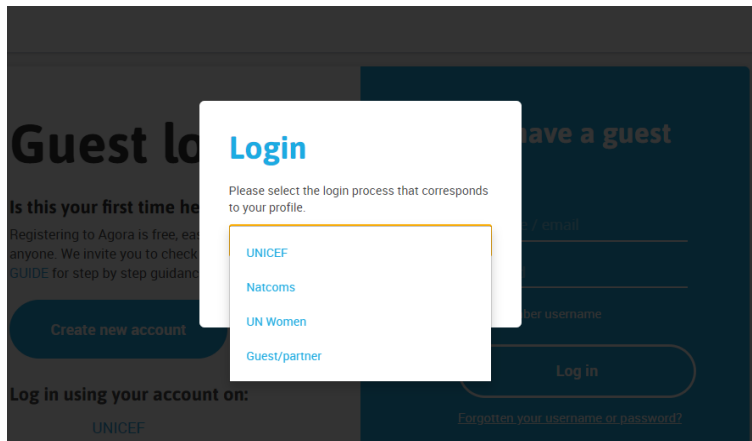 Guest lo
Is this your first time he
Registering to Agora is free, eas
anyone. We invite you to check
GUIDE for step by step guidanc
Create new account
Log in using your account on:
UNICEF
Login
Please select the login process that corresponds
to your profile.
UNICEF
Natcoms
UN Women
Guest/partner
have a guest
/ email
ber username
Log in
Forgotten your username or password?